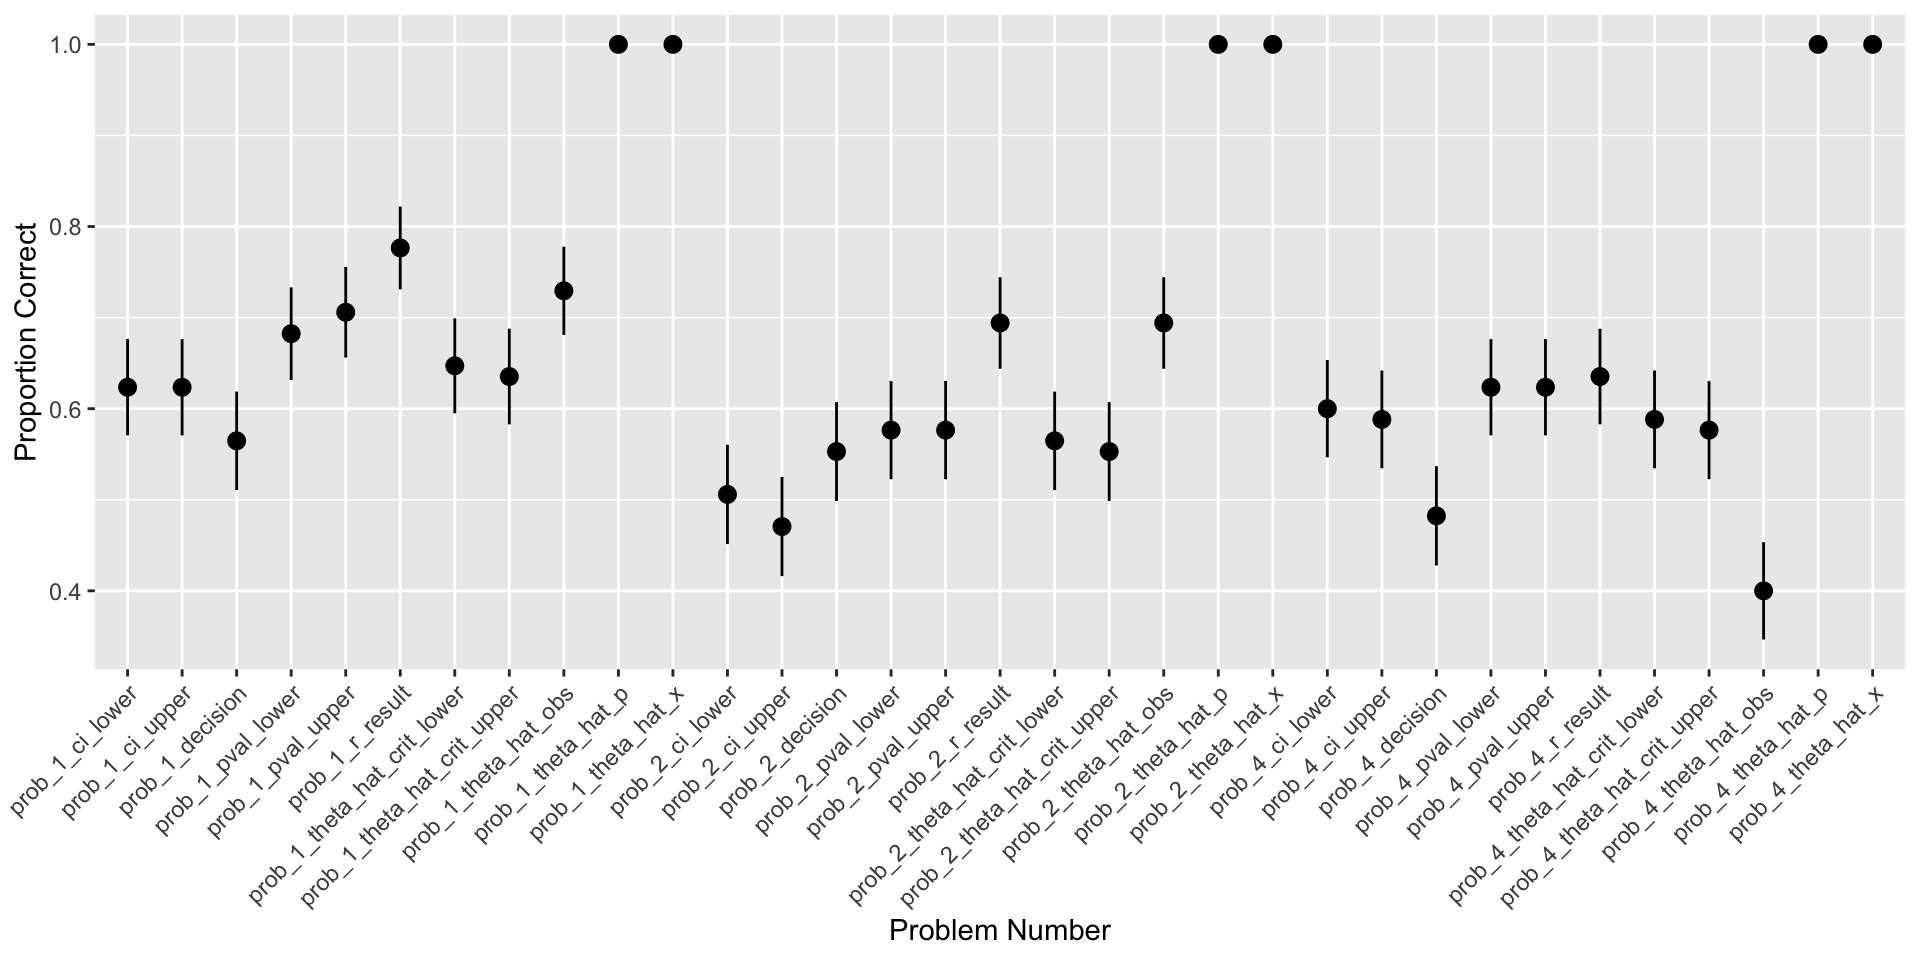 1.0
0.8
0.6
0.4
Proportion Correct
prob_1_ci_lower
prob_1_ci_upper
prob_1_decision
prob_1_pval_lower
prob_1_pval_upper
prob_1_r_result
prob_1_theta_hat_crit_lower
prob_1_theta_hat_crit_upper
prob_1_theta_hat_obs
prob_1_theta_hat_p
prob_1_theta_hat_x
prob_2_ci_lower
prob_2_ci_upper
prob_2_decision
prob_2_pval_lower
prob_2_pval_upper
prob_2_r_result
prob_2_theta_hat_crit_lower
prob_2_theta_hat_crit_upper
prob_2_theta_hat_obs
prob_2_theta_hat_p
prob_2_theta_hat_x
prob_4_ci_lower
prob_4_ci_upper
prob_4_decision
prob_4_pval_lower
prob_4_pval_upper
prob_4_r_result
prob_4_theta_hat_crit_lower
prob_4_theta_hat_crit_upper
prob_4_theta_hat_obs
prob_4_theta_hat_p
prob_4_theta_hat_x
Problem Number